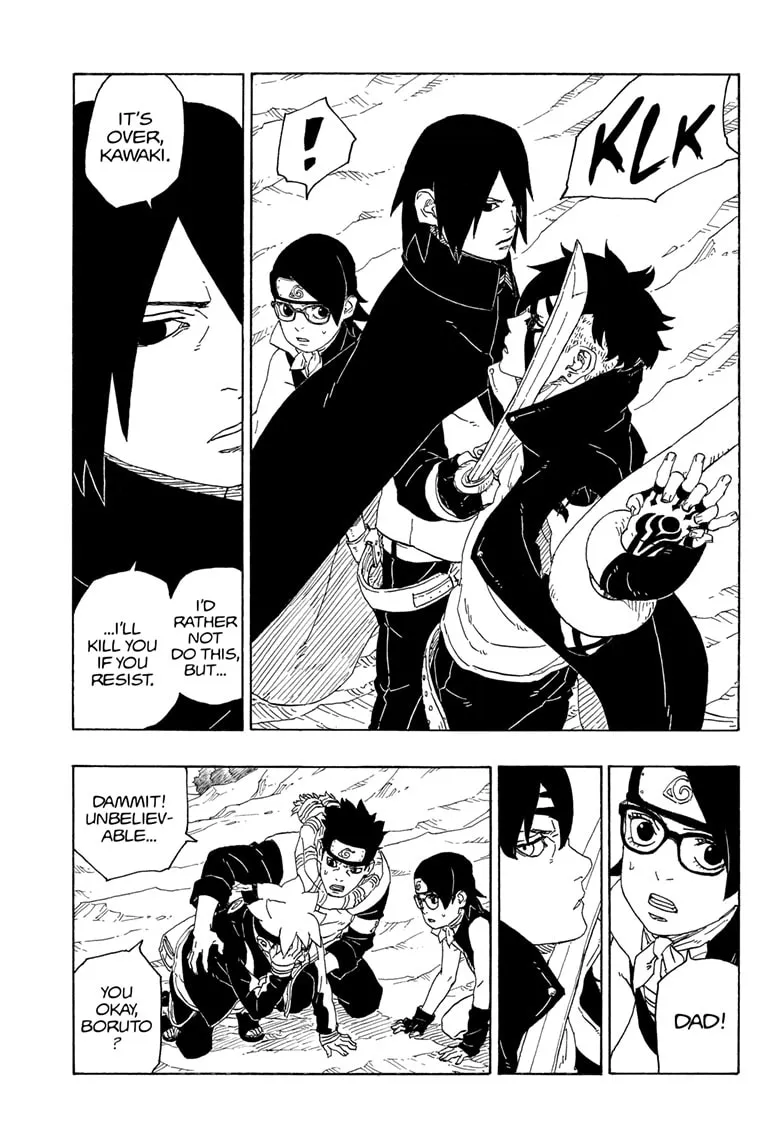 KLK
!
IT'S
OVER,
KAWAKI.
I'D
RATHER
NOT
DO THIS,
BUT...
...I'LL
KILL YOU
IF YOU
RESIST.
DAD!
DAMMIT!
UNBELIEV-
ABLE...
YOU
OKAY,
BORUTO
?